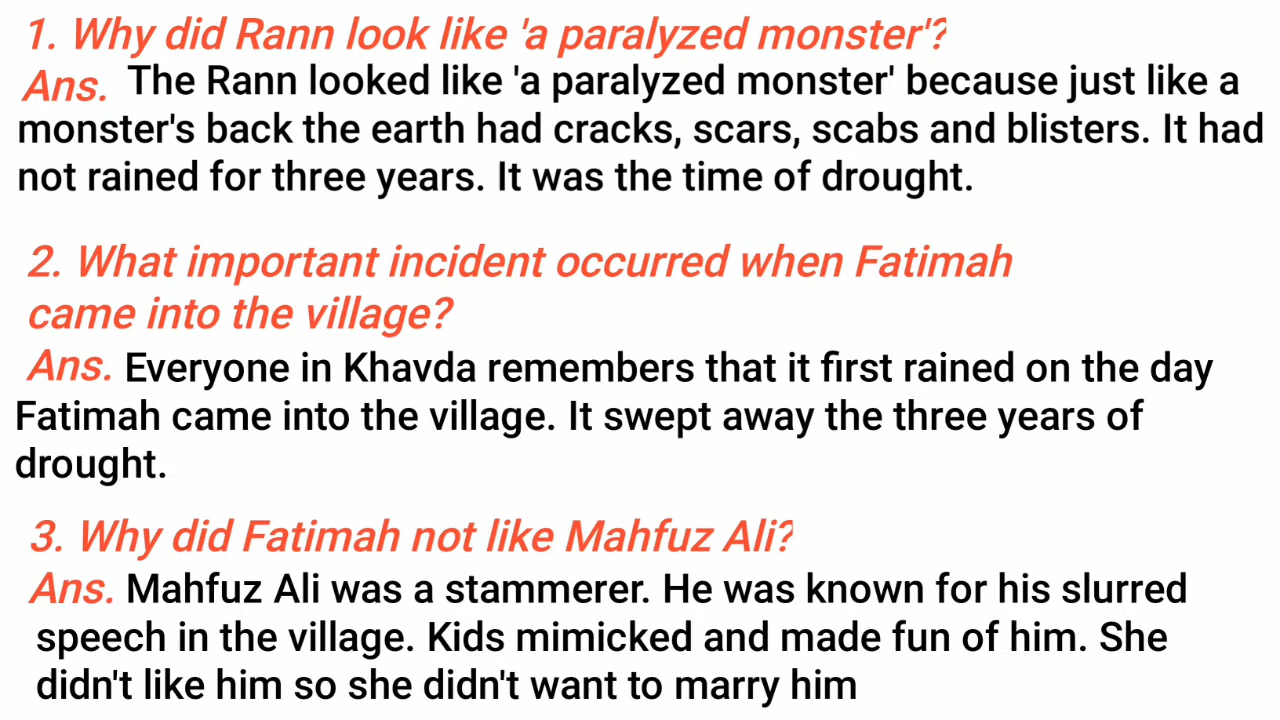 1. Why did Rann look like 'a paralyzed monster'?
Ans. The Rann looked like 'a paralyzed monster' because just like a
monster's back the earth had cracks, scars, scabs and blisters. It had
not rained for three years. It was the time of drought.
2. What important incident occurred when Fatimah
came into the village?
Ans. Everyone in Khavda remembers that it first rained on the day
Fatimah came into the village. It swept away the three years of
drought.
3. Why did Fatimah not like Mahfuz Ali?
Ans. Mahfuz Ali was a stammerer. He was known for his slurred
speech in the village. Kids mimicked and made fun of him. She
didn't like him so she didn't want to marry him